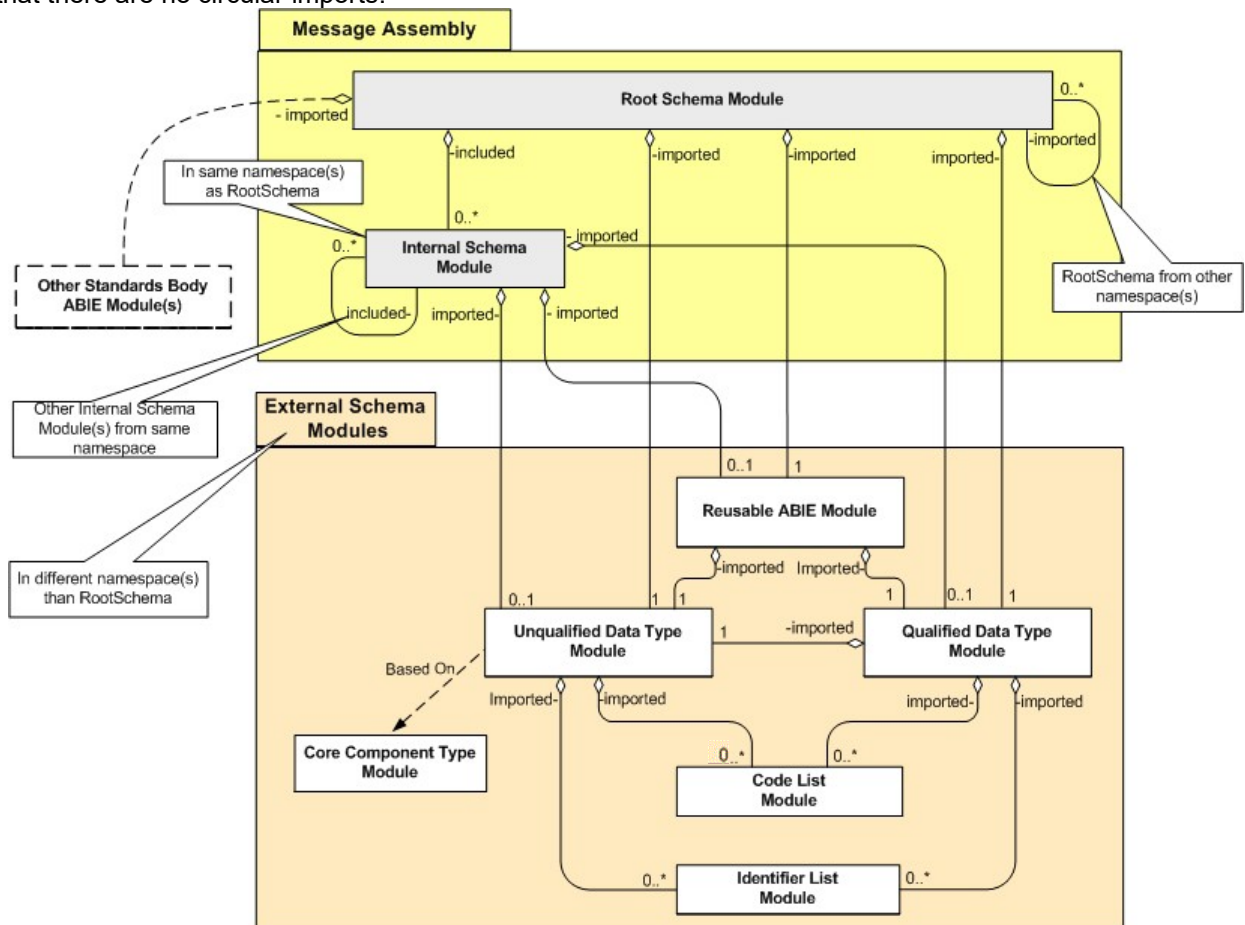 that there are no circular imports.
Message Assembly
Root Schema Module
0..*
- imported
-imported
-included
-imported
-imported
imported-
In same namespace(s)
as RootSchema
0..*
0..*
- imported
Internal Schema
Module
Other Standards Body
ABIE Module(s)
RootSchema from other
namespace(s)
included-
imported-
- imported
External Schema
Modules
Other Internal Schema
Module(s) from same
namespace
0..1
1
Reusable ABIE Module
-imported
Imported-
In different namespace(s)
than RootSchema
0..1
1
1
1
0..1
1
Unqualified Data Type
Module
1
-imported
Qualified Data Type
Module
Based On
Imported-
-imported
imported-
-imported
Core Component Type
Module
0..*
0..*
Code List
Module
0..*
Identifier List
Module
0..*